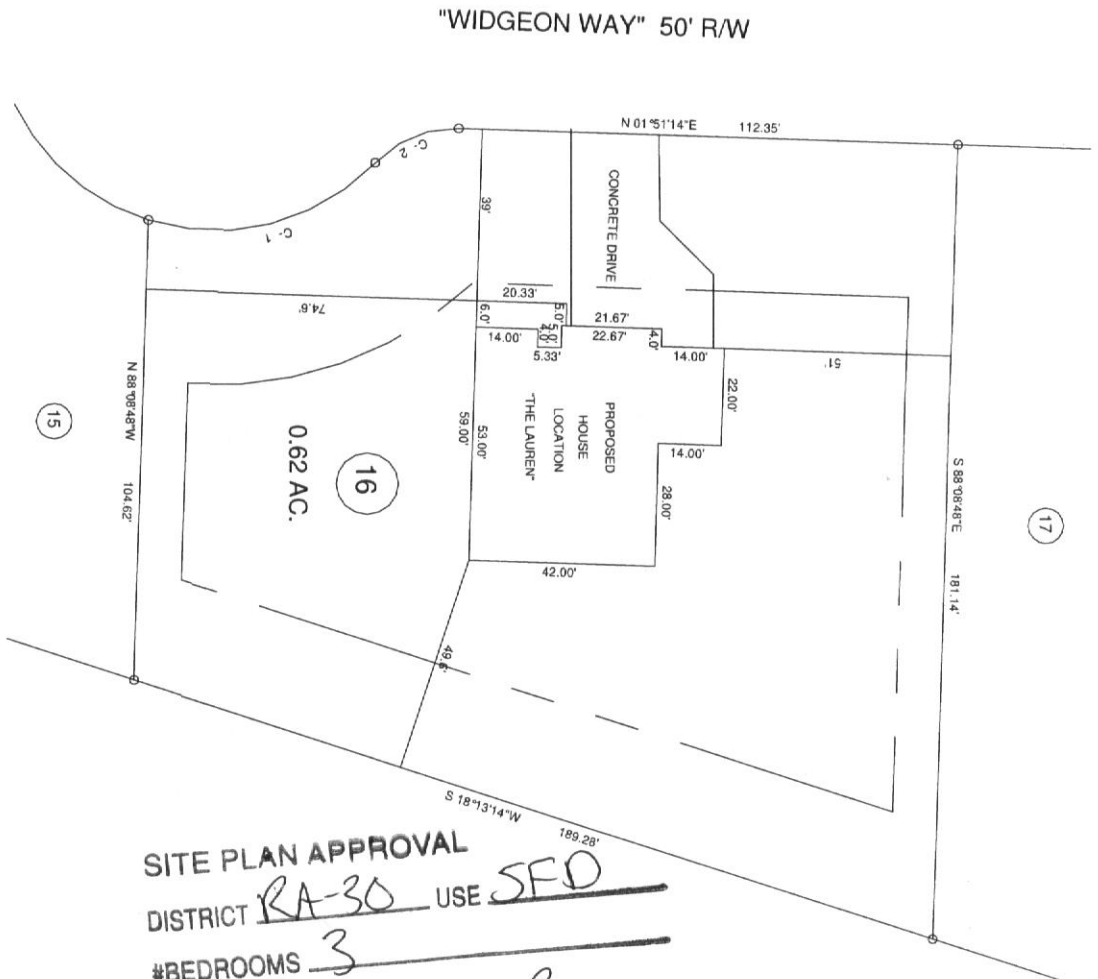 "WIDGEON WAY" 50' R/W
N 01°51'14"E 112.35'
C-2
C-1
39'
CONCRETE DRIVE
20.33'
6.0'
5.0'
21.67'
14.00'
4.0'
5.0'
22.67'
4.0'
5.33'
14.00'
74.6'
51'
22.00'
14.00'
28.00'
PROPOSED
HOUSE
LOCATION
"THE LAUREN"
53.00'
59.00'
42.00'
N 88°08'48"W 104.62'
15
16
0.62 AC.
17
S 88°08'48"E 181.14'
49.6'
S 18°13'14"W 189.28'
SITE PLAN APPROVAL
DISTRICT RA-30 USE SFD
#BEDROOMS 3